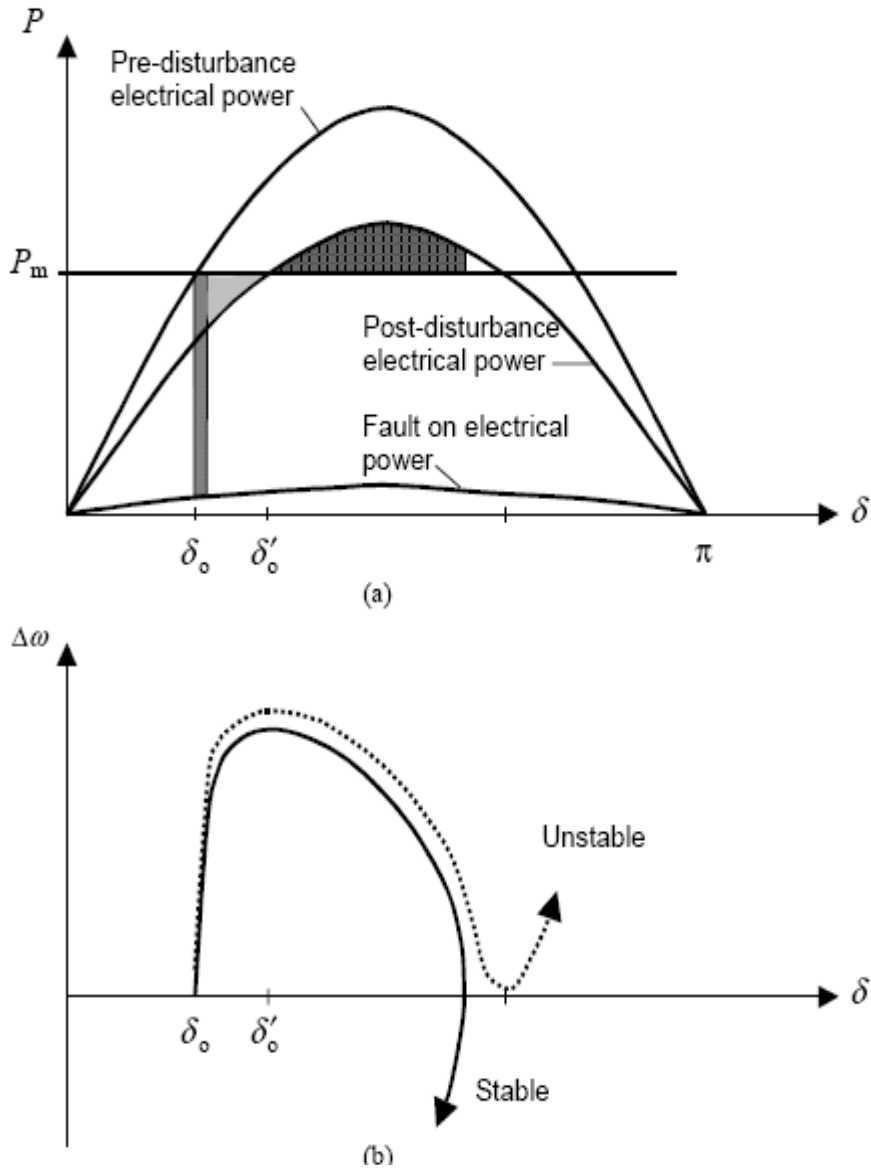 P
Pre-disturbance
electrical power
Pm
Post-disturbance
electrical power
Fault on electrical
power
δo
δ′o
π
δ
(a)
Δω
Unstable
δo
δ′o
δ
Stable
(b)